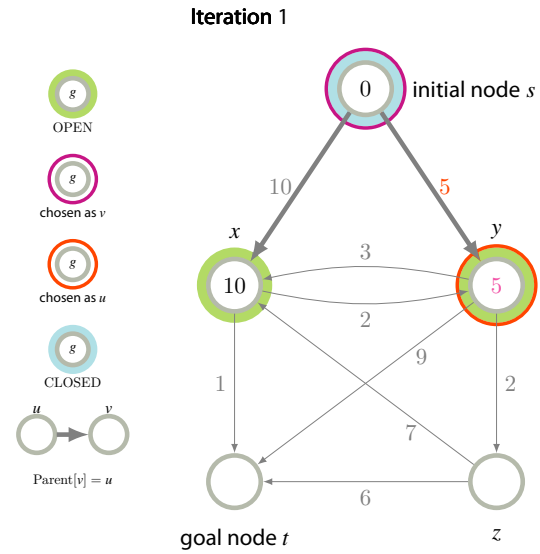 Iteration 1
g
OPEN
g
chosen as v
g
chosen as u
g
CLOSED
u
v
Parent[v] = u
0
initial node s
10
5
x
y
3
10
5
2
1
9
2
7
6
goal node t
z